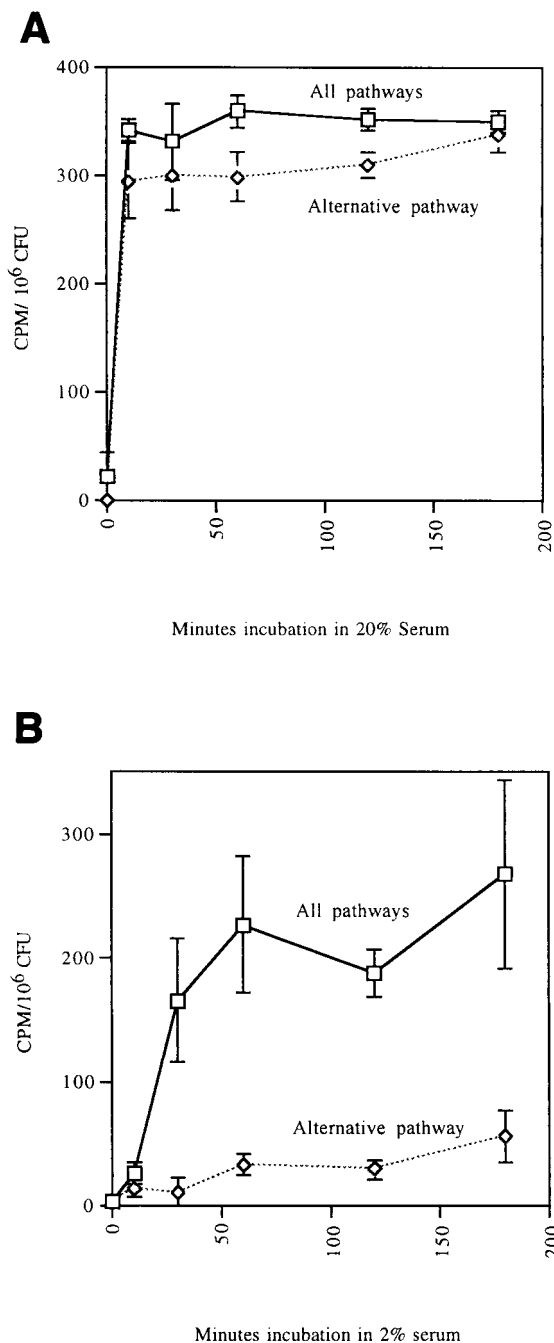 A
400
300
200
100
0
All pathways
Alternative pathway
CPM/ 10⁶ CFU
0
50
100
150
200
Minutes incubation in 20% Serum
B
300
200
100
0
All pathways
Alternative pathway
CPM/10⁶ CFU
0
50
100
150
200
Minutes incubation in 2% serum